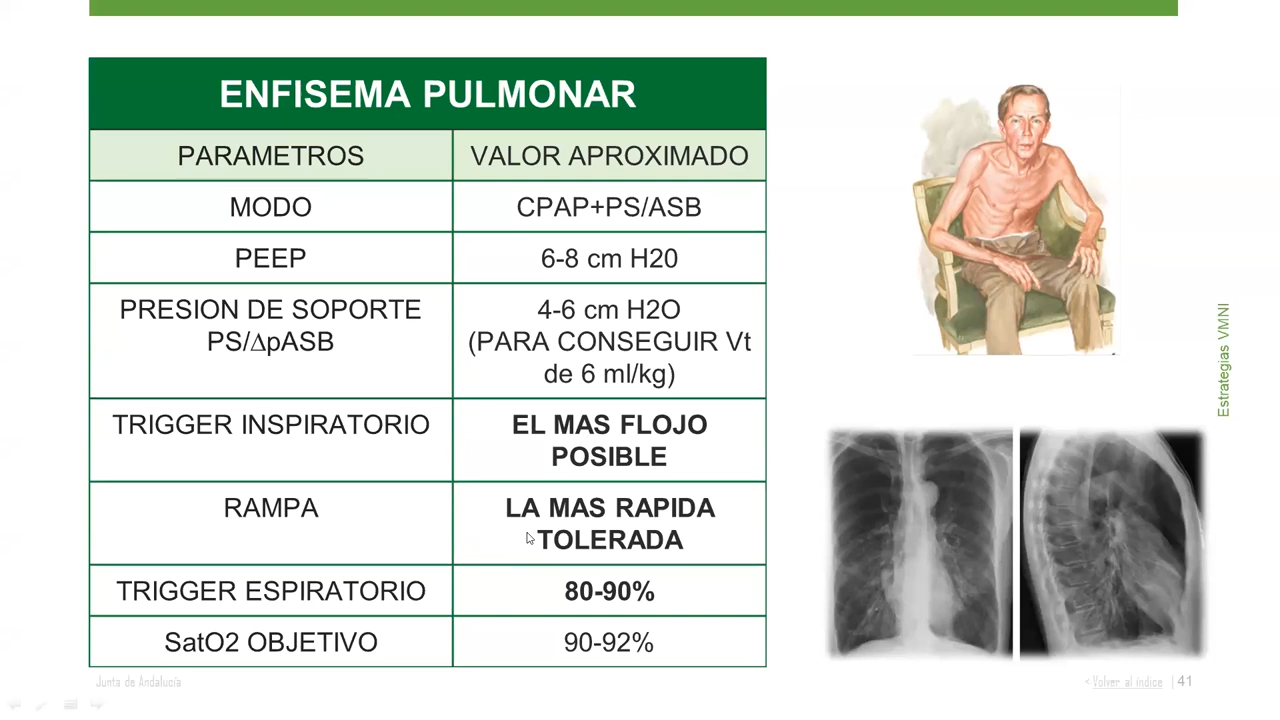 ENFISEMA PULMONAR
PARAMETROS
VALOR APROXIMADO
MODO
CPAP+PS/ASB
PEEP
6-8 cm H20
PRESION DE SOPORTE
PS/∆pASB
4-6 cm H2O
(PARA CONSEGUIR Vt
de 6 ml/kg)
TRIGGER INSPIRATORIO
EL MAS FLOJO
POSIBLE
RAMPA
LA MAS RAPIDA
TOLERADA
TRIGGER ESPIRATORIO
80-90%
SatO2 OBJETIVO
90-92%
Estrategias VMNI
Junta de Andalucía
< Volver al índice | 41